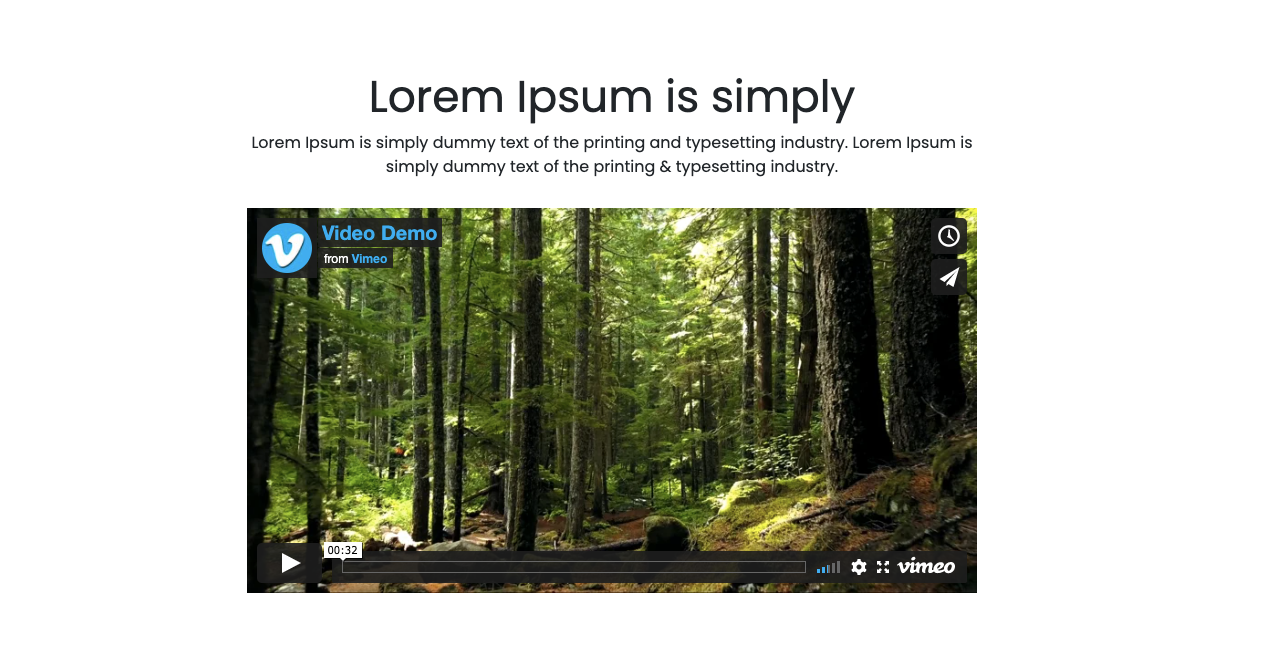 Lorem Ipsum is simply
Lorem Ipsum is simply dummy text of the printing and typesetting industry. Lorem Ipsum is
simply dummy text of the printing & typesetting industry.
Video Demo
from Vimeo
00:32
vimeo